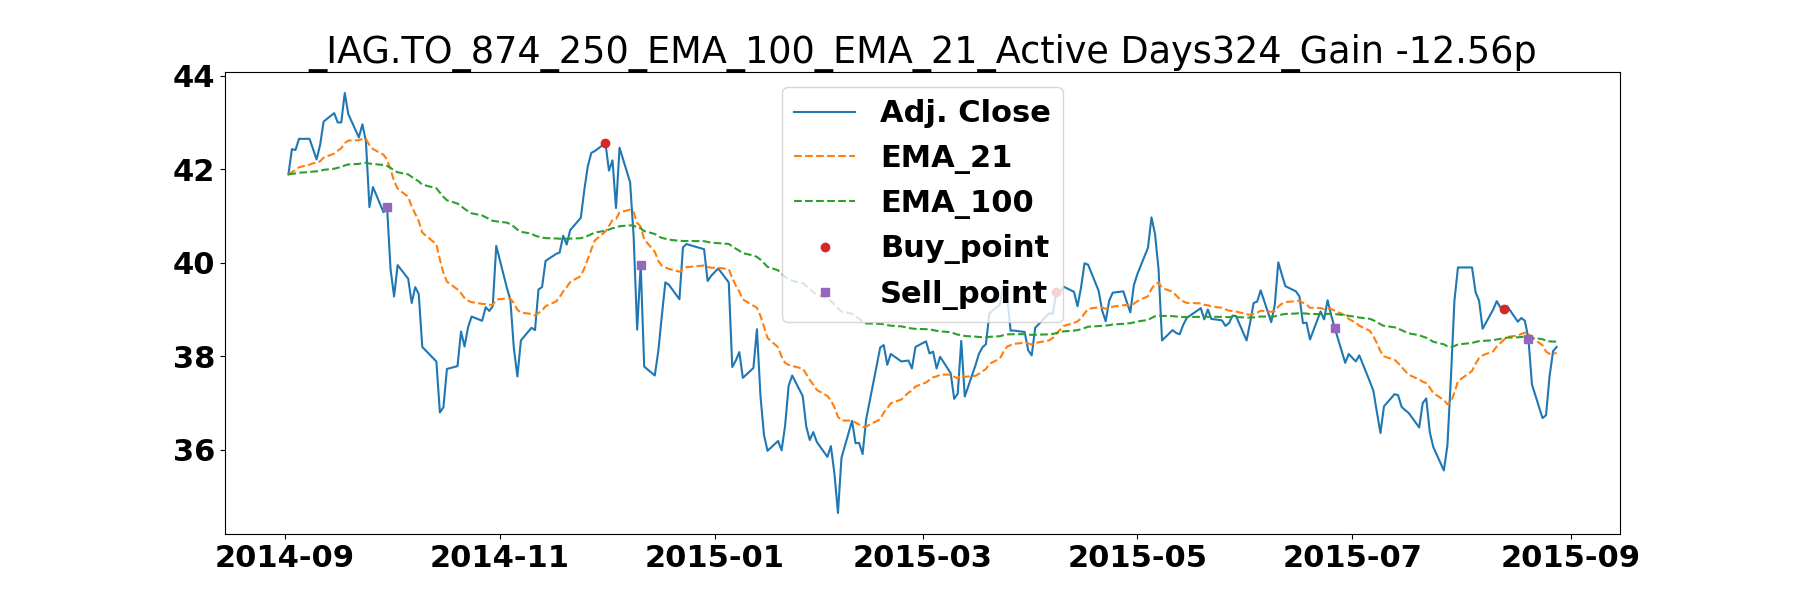 _IAG.TO_874_250_EMA_100_EMA_21_Active Days324_Gain -12.56p
44
42
40
38
36
Adj. Close
EMA_21
EMA_100
Buy_point
Sell_point
2014-09 2014-11 2015-01 2015-03 2015-05 2015-07 2015-09